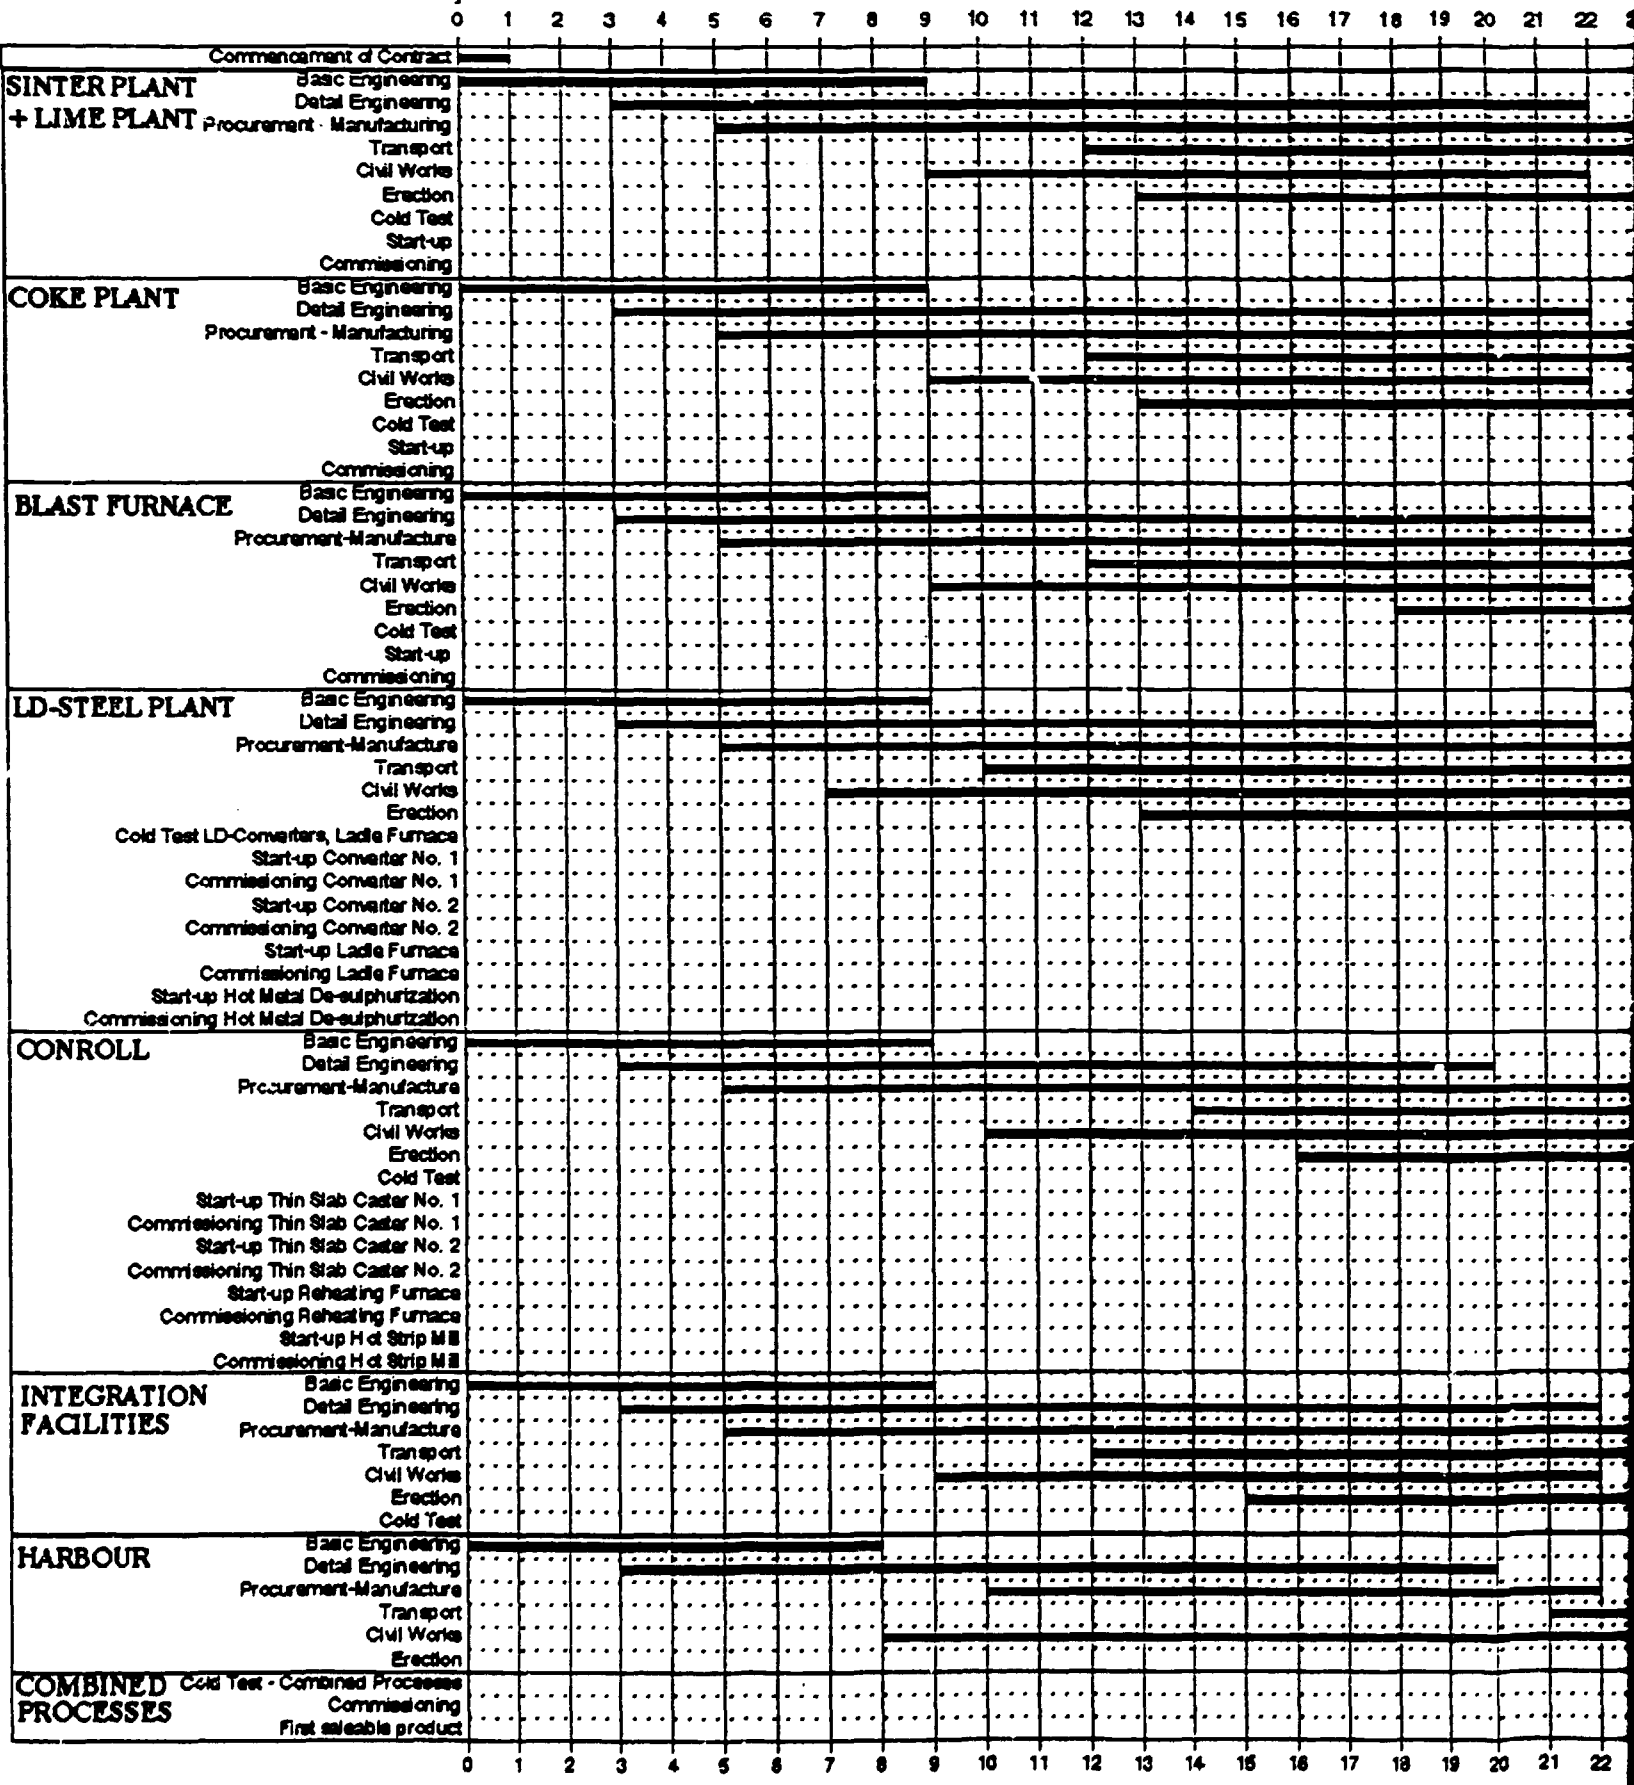 0 1 2 3 4 5 6 7 8 9 10 11 12 13 14 15 16 17 18 19 20 21 22
Commencement of Contract
SINTER PLANT
+ LIME PLANT
Basic Engineering
Detail Engineering
Procurement - Manufacturing
Transport
Civil Works
Erection
Cold Test
Start-up
Commissioning
COKE PLANT
Basic Engineering
Detail Engineering
Procurement - Manufacturing
Transport
Civil Works
Erection
Cold Test
Start-up
Commissioning
BLAST FURNACE
Basic Engineering
Detail Engineering
Procurement-Manufacture
Transport
Civil Works
Erection
Cold Test
Start-up
Commissioning
LD-STEEL PLANT
Basic Engineering
Detail Engineering
Procurement-Manufacture
Transport
Civil Works
Erection
Cold Test LD-Converters, Ladle Furnace
Start-up Converter No. 1
Commissioning Converter No. 1
Start-up Converter No. 2
Commissioning Converter No. 2
Start-up Ladle Furnace
Commissioning Ladle Furnace
Start-up Hot Metal De-sulphurization
Commissioning Hot Metal De-sulphurization
CONROLL
Basic Engineering
Detail Engineering
Procurement-Manufacture
Transport
Civil Works
Erection
Cold Test
Start-up Thin Slab Caster No. 1
Commissioning Thin Slab Caster No. 1
Start-up Thin Slab Caster No. 2
Commissioning Thin Slab Caster No. 2
Start-up Reheating Furnace
Commissioning Reheating Furnace
Start-up Hot Strip Mill
Commissioning Hot Strip Mill
INTEGRATION
FACILITIES
Basic Engineering
Detail Engineering
Procurement-Manufacture
Transport
Civil Works
Erection
Cold Test
HARBOUR
Basic Engineering
Detail Engineering
Procurement-Manufacture
Transport
Civil Works
Erection
COMBINED
PROCESSES
Cold Test - Combined Processes
Commissioning
First saleable product
0 1 2 3 4 5 6 7 8 9 10 11 12 13 14 15 16 17 18 19 20 21 22